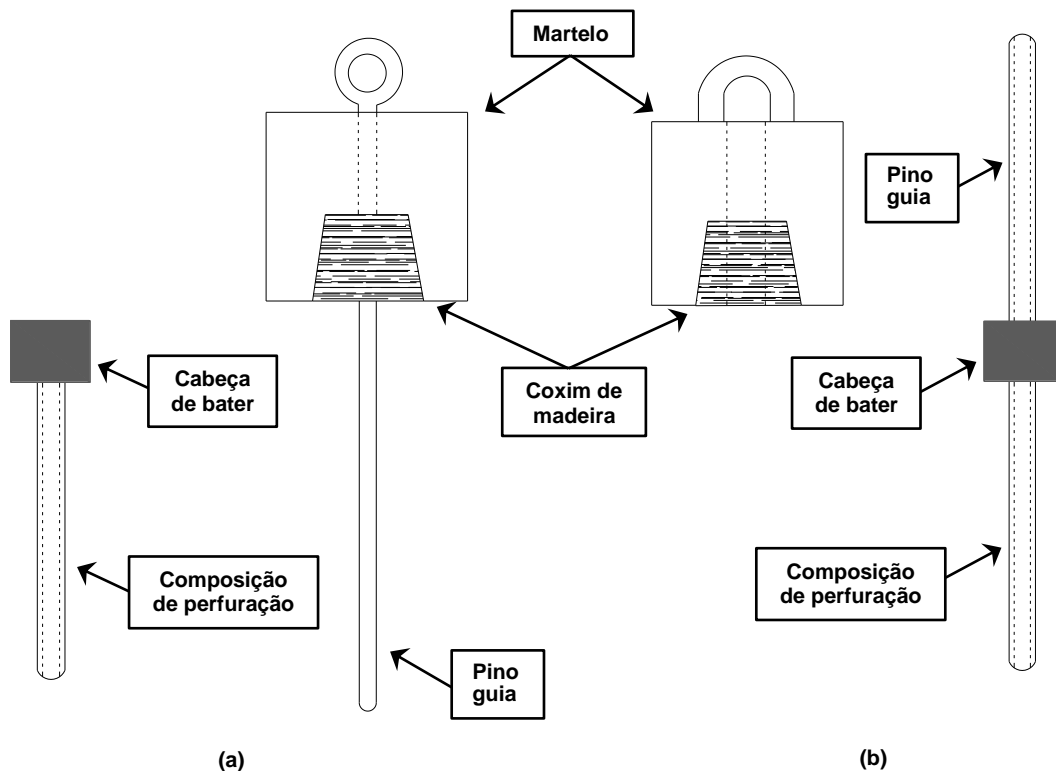 Martelo
Pino
guia
Cabeça
de bater
Coxim de
madeira
Cabeça
de bater
Composição
de perfuração
Composição
de perfuração
Pino
guia
(a)
(b)